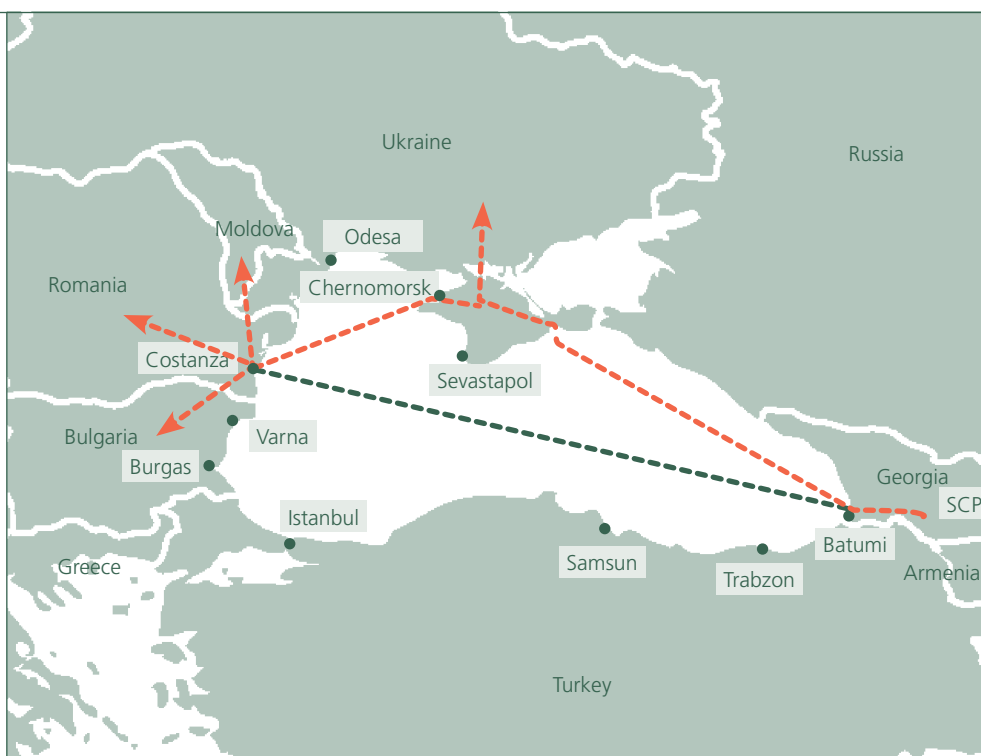 Ukraine
Russia
Moldova
Odesa
Romania
Chernomorsk
Costanza
Sevastapol
Bulgaria
Varna
Burgas
Georgia
SCP
Istanbul
Samsun
Batumi
Greece
Trabzon
Armenia
Turkey